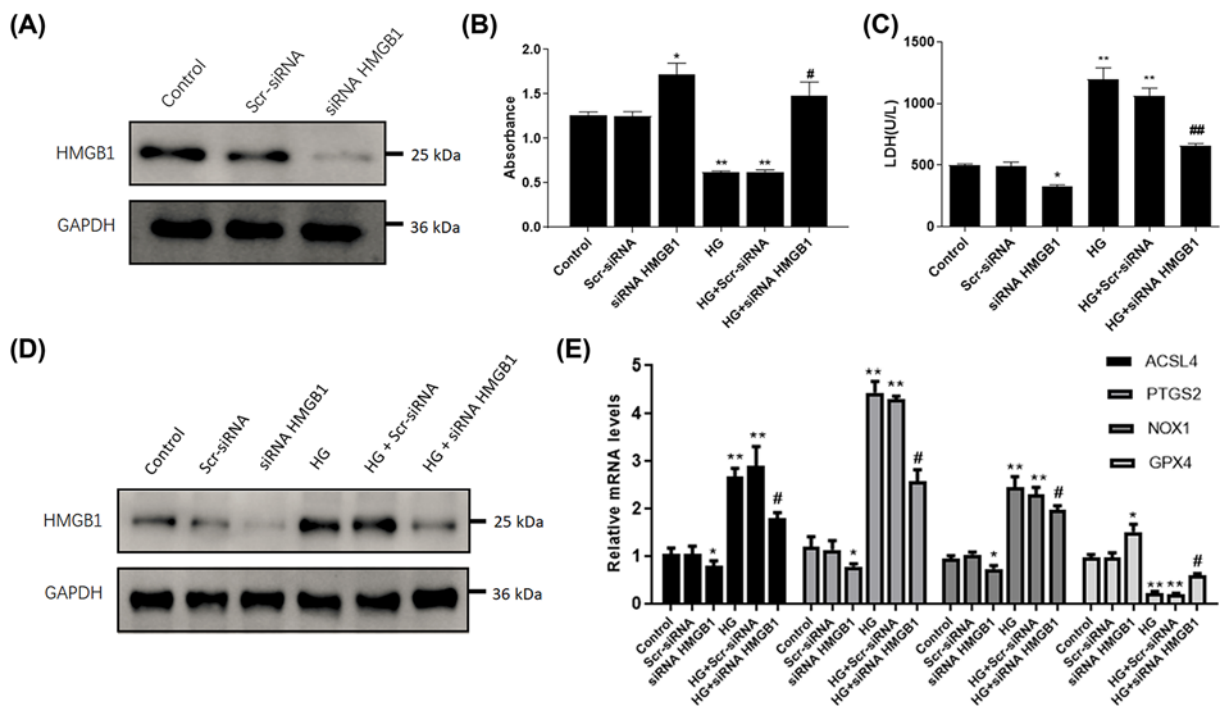 (A)
Control
Scr-siRNA
siRNA HMGB1
HMGB1
25 kDa
GAPDH
36 kDa
(B)
Absorbance
2.0
1.5
1.0
0.5
0.0
*
**
**
#
Control
Scr-siRNA
siRNA HMGB1
HG
HG+Scr-siRNA
HG+siRNA HMGB1
(C)
LDH(U/L)
1500
1000
500
0
*
**
**
##
Control
Scr-siRNA
siRNA HMGB1
HG
HG+Scr-siRNA
HG+siRNA HMGB1
(D)
Control
Scr-siRNA
siRNA HMGB1
HG
HG + Scr-siRNA
HG + siRNA HMGB1
HMGB1
25 kDa
GAPDH
36 kDa
(E)
Relative mRNA levels
5
4
3
2
1
0
*
**
**
#
*
**
**
#
*
**
**
#
*
**
**
#
ACSL4
PTGS2
NOX1
GPX4
Control
Scr-siRNA
siRNA HMGB1
HG
HG+Scr-siRNA
HG+siRNA HMGB1
Control
Scr-siRNA
siRNA HMGB1
HG
HG+Scr-siRNA
HG+siRNA HMGB1
Control
Scr-siRNA
siRNA HMGB1
HG
HG+Scr-siRNA
HG+siRNA HMGB1
Control
Scr-siRNA
siRNA HMGB1
HG
HG+Scr-siRNA
HG+siRNA HMGB1